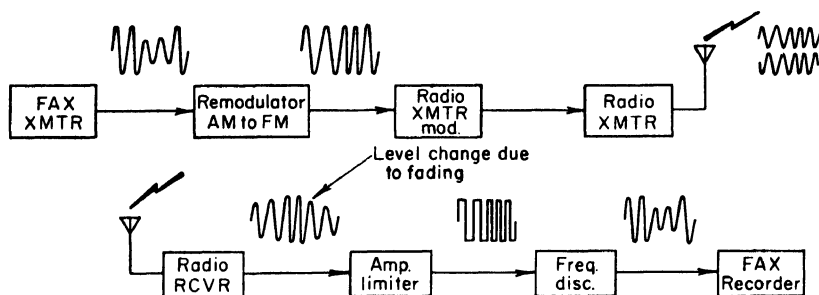 FAX
XMTR
Remodulator
AM to FM
Radio
XMTR
mod.
Radio
XMTR
Level change due
to fading
Radio
RCVR
Amp.
limiter
Freq.
disc.
FAX
Recorder